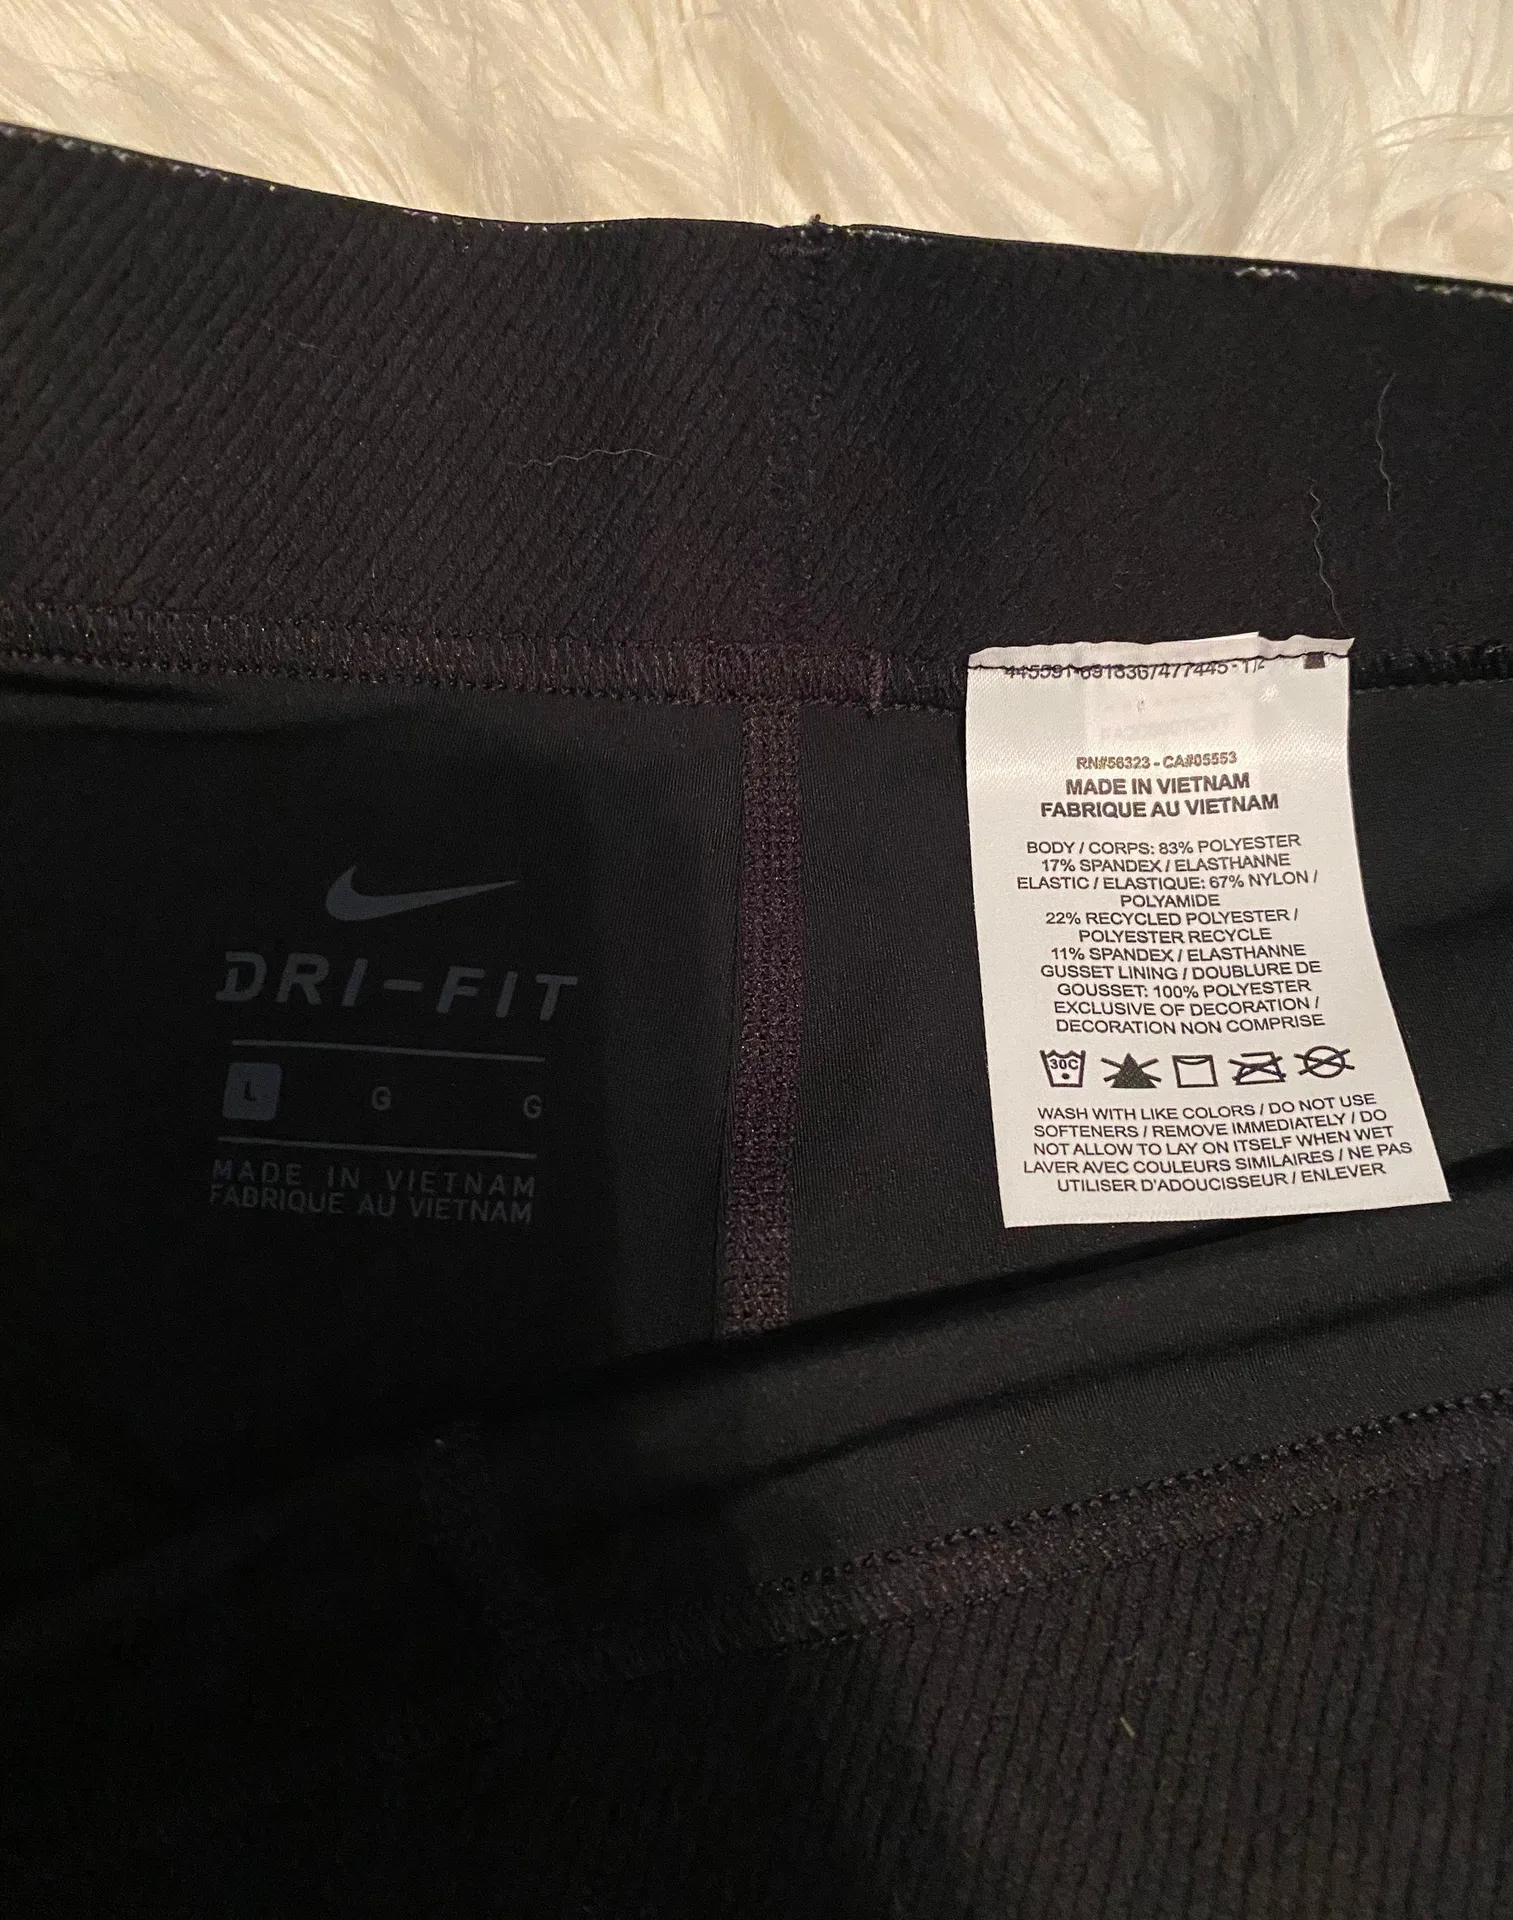 DRI-FIT
L G G
MADE IN VIETNAM
FABRIQUE AU VIETNAM
RN#56323 - CA#05553
MADE IN VIETNAM
FABRIQUE AU VIETNAM
BODY / CORPS: 83% POLYESTER
17% SPANDEX / ELASTHANNE
ELASTIC / ELASTIQUE: 67% NYLON /
POLYAMIDE
22% RECYCLED POLYESTER /
POLYESTER RECYCLE
11% SPANDEX / ELASTHANNE
GUSSET LINING / DOUBLURE DE
GOUSSET: 100% POLYESTER
EXCLUSIVE OF DECORATION /
DECORATION NON COMPRISE
30C
WASH WITH LIKE COLORS / DO NOT USE
SOFTENERS / REMOVE IMMEDIATELY / DO
NOT ALLOW TO LAY ON ITSELF WHEN WET
LAVER AVEC COULEURS SIMILAIRES / NE PAS
UTILISER D'ADOUCISSEUR / ENLEVER